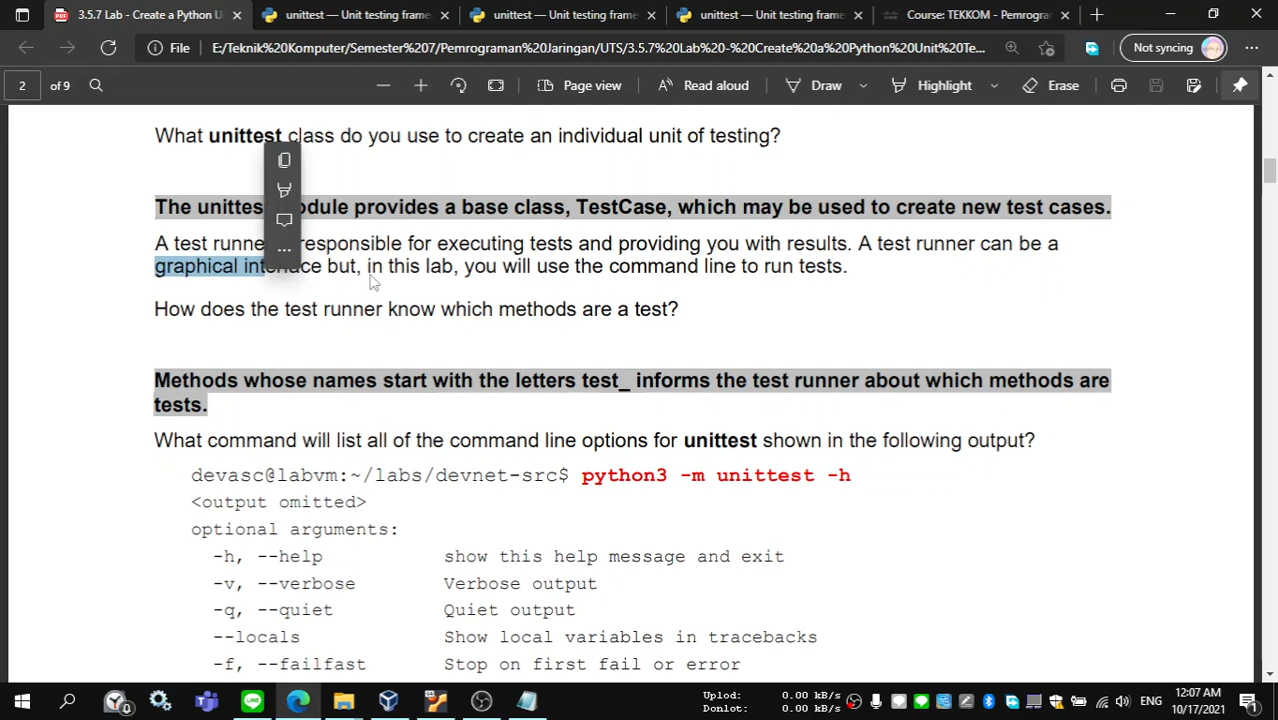 3.5.7 Lab - Create a Python U
unittest — Unit testing frame
unittest — Unit testing frame
unittest — Unit testing frame
Course: TEKKOM - Pemrogra
File
E:/Teknik%20Komputer/Semester%207/Pemrograman%20Jaringan/UTS/3.5.7%20Lab%20-%20Create%20a%20Python%20Unit%20Te...
Not syncing
2 of 9
Page view
Read aloud
Draw
Highlight
Erase
What unittest class do you use to create an individual unit of testing?
The unittest module provides a base class, TestCase, which may be used to create new test cases.
A test runner responsible for executing tests and providing you with results. A test runner can be a
graphical interface but, in this lab, you will use the command line to run tests.
How does the test runner know which methods are a test?
Methods whose names start with the letters test_ informs the test runner about which methods are
tests.
What command will list all of the command line options for unittest shown in the following output?
devasc@labvm:~/labs/devnet-src$ python3 -m unittest -h
<output omitted>
optional arguments:
-h, --help show this help message and exit
-v, --verbose Verbose output
-q, --quiet Quiet output
--locals Show local variables in tracebacks
-f, --failfast Stop on first fail or error
Uplod: 0.00 kB/s
Donlot: 0.00 kB/s
ENG
12:07 AM
10/17/2021